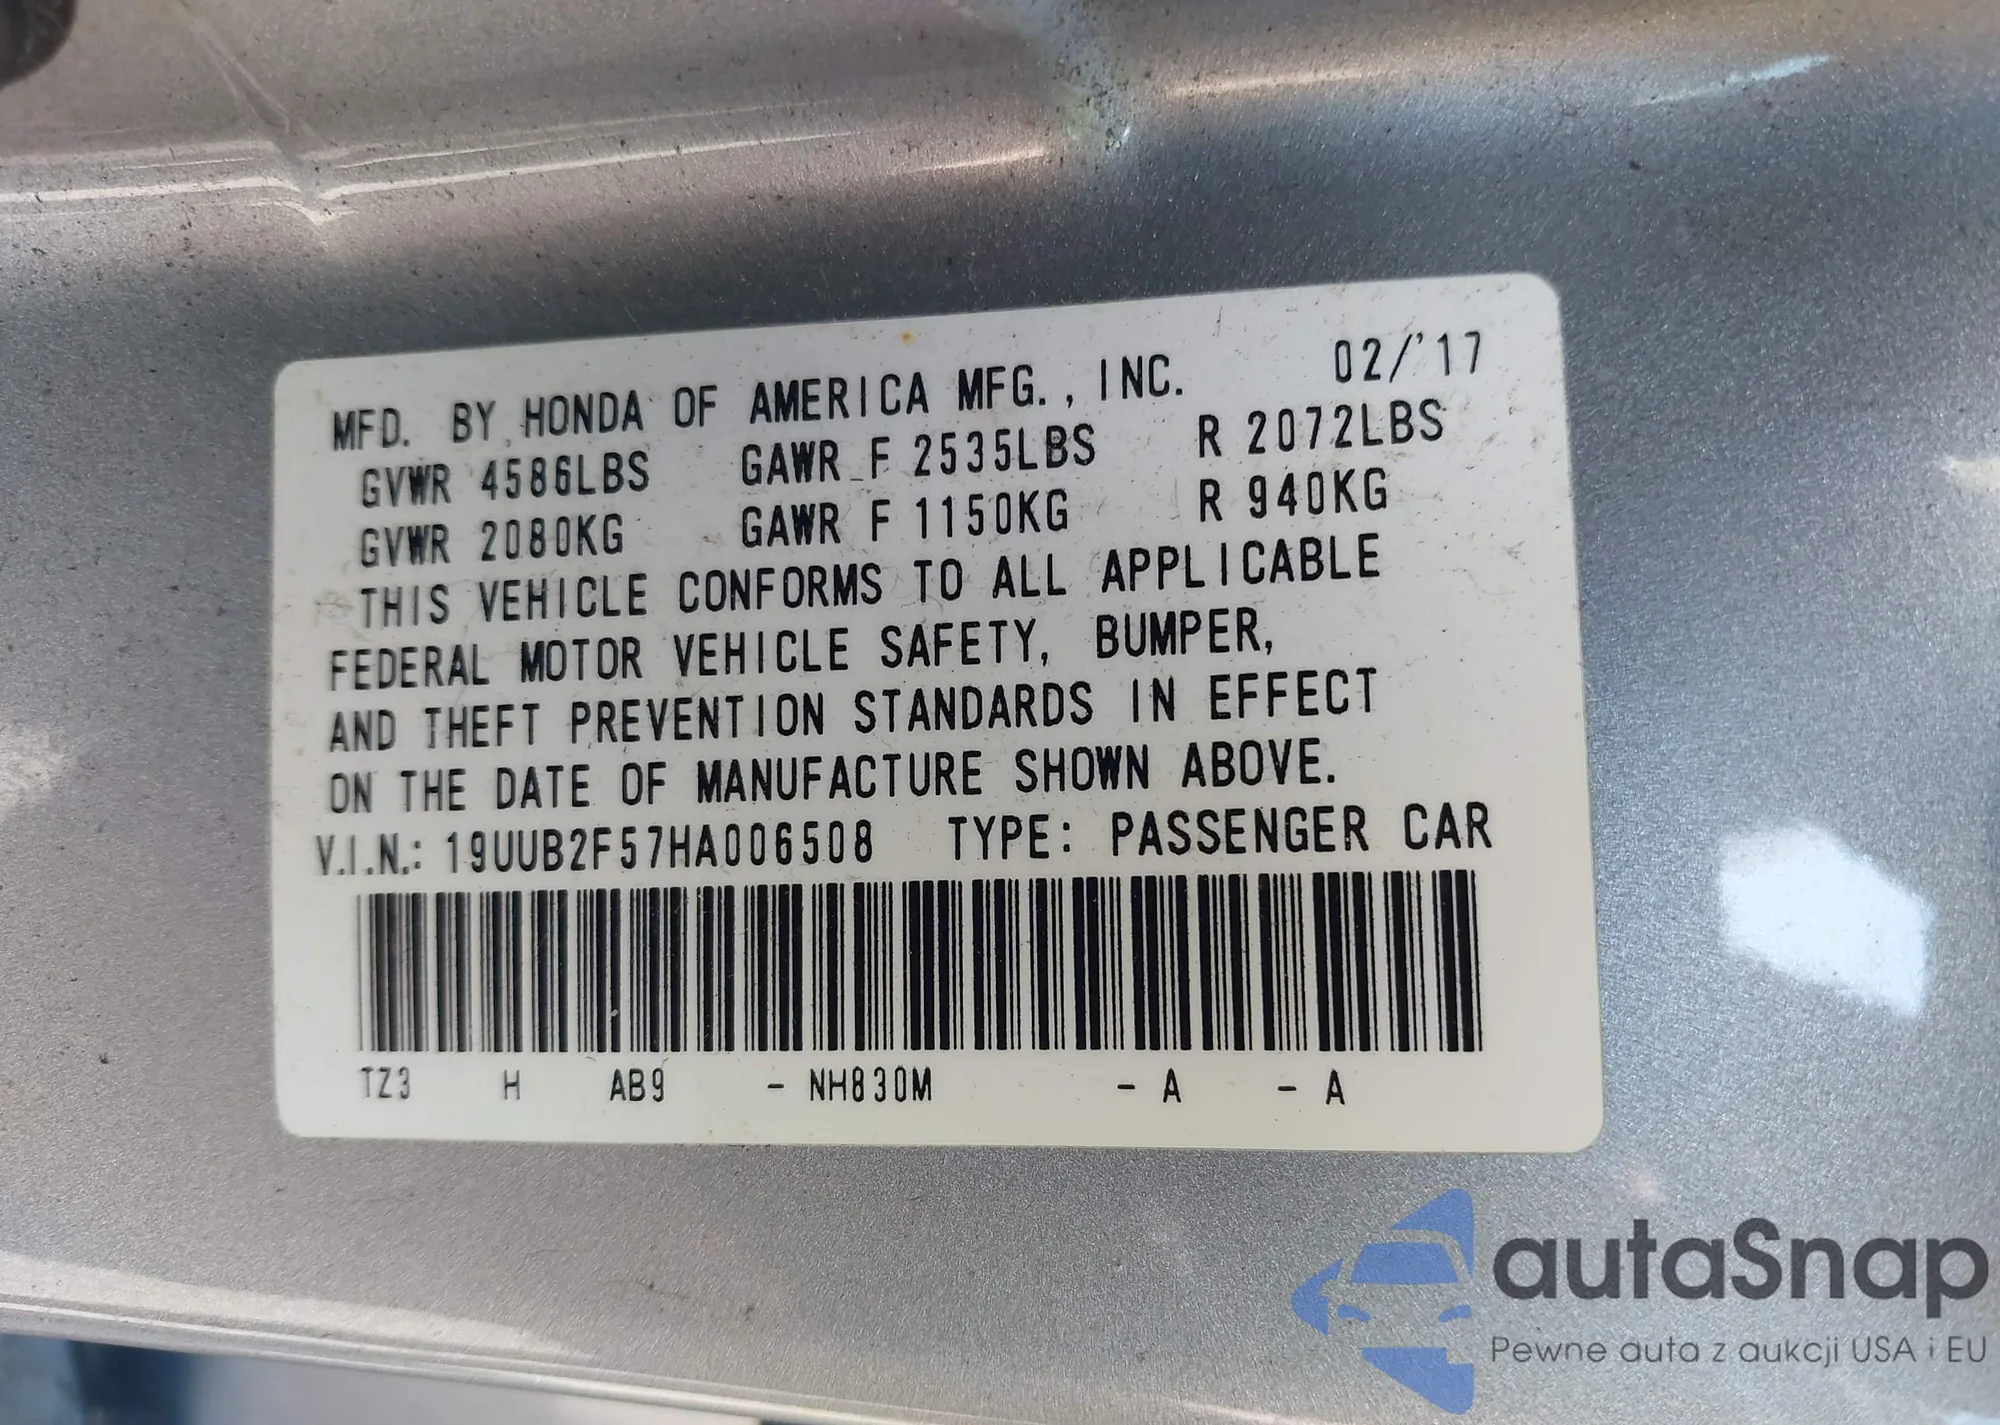 MFD. BY HONDA OF AMERICA MFG., INC. 02/'17
GVWR 4586LBS GAWR F 2535LBS R 2072LBS
GVWR 2080KG GAWR F 1150KG R 940KG
THIS VEHICLE CONFORMS TO ALL APPLICABLE
FEDERAL MOTOR VEHICLE SAFETY, BUMPER,
AND THEFT PREVENTION STANDARDS IN EFFECT
ON THE DATE OF MANUFACTURE SHOWN ABOVE.
V.I.N.: 19UUB2F57HA006508 TYPE: PASSENGER CAR
TZ3 H AB9 - NH830M - A - A
autaSnap
Pewne auta z aukcji USA i EU